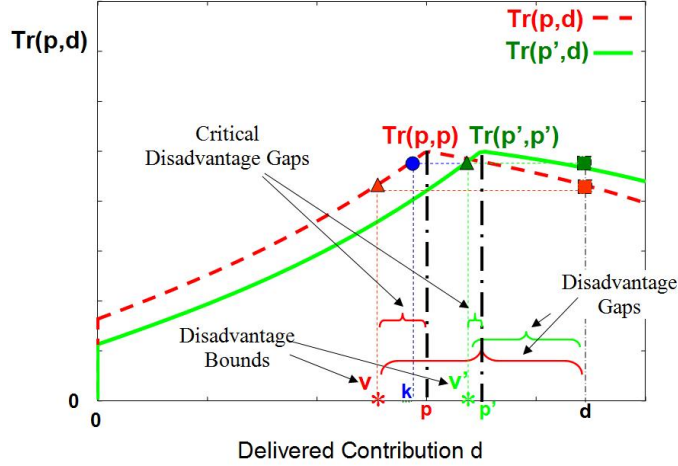 Tr(p,d)
Tr(p,d)
Tr(p',d)
Critical
Disadvantage Gaps
Tr(p,p)
Tr(p',p')
Disadvantage
Gaps
Disadvantage
Bounds
v
k
p
v'
p'
d
0
0
Delivered Contribution d